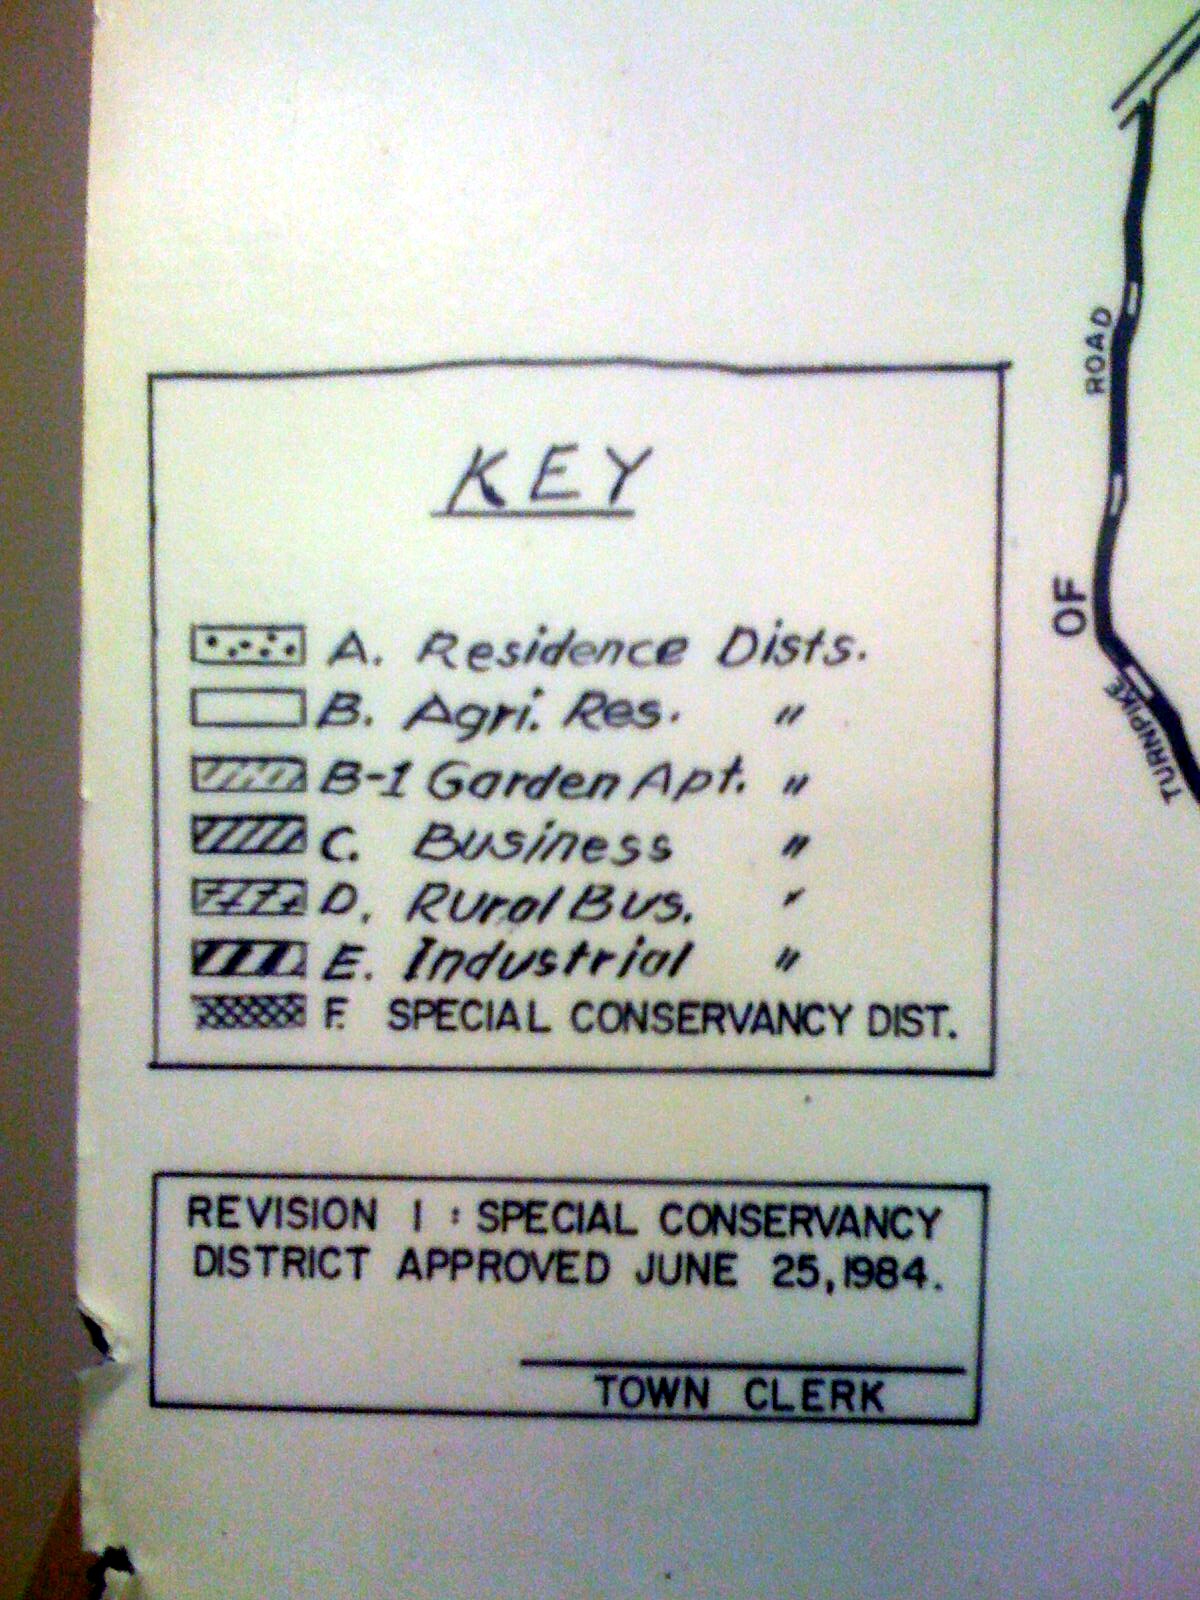 KEY
A. Residence Dists.
B. Agri. Res. "
B-1 Garden Apt. "
C. Business "
D. Rural Bus. "
E. Industrial "
F. SPECIAL CONSERVANCY DIST.
REVISION 1 : SPECIAL CONSERVANCY
DISTRICT APPROVED JUNE 25, 1984.
TOWN CLERK
ROAD
OF
TURNPIKE